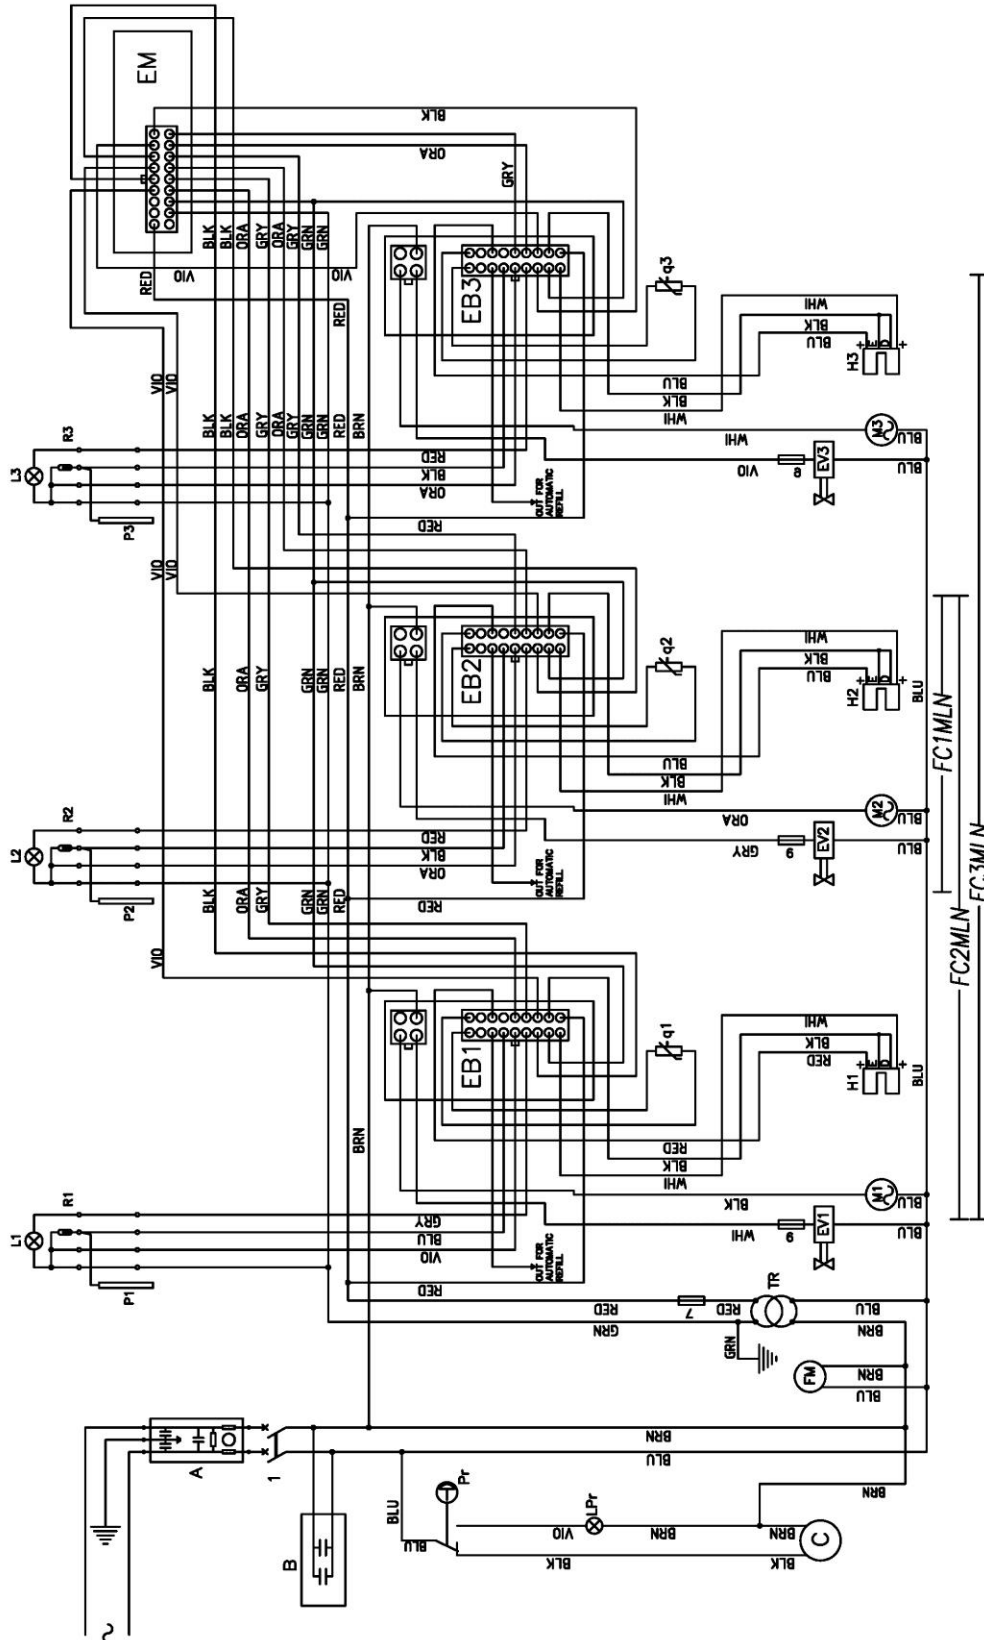 EM
BLK
ORA
GRY
BLK
BLK
ORA
GRY
ORA
GRY
GRN
GRN
RED
VIO
VIO
RED
EB3
q3
WHI
BLK
BLU
H3
+ E O +
BLU
BLK
WHI
VIO
VIO
L3
R3
P3
RED
BLK
ORA
BLK
BLK
ORA
GRY
ORA
GRY
GRN
GRN
RED
BRN
WHI
VIO
M3
BLU
8
EV3
BLU
OUT FOR
AUTOMATIC
REFILL
RED
VIO
VIO
EB2
q2
WHI
BLK
BLU
H2
+ E O +
BLU
BLK
ORA
GRY
GRN
GRN
RED
BRN
BLU
BLK
WHI
FC1MLN
L2
R2
P2
RED
BLK
ORA
ORA
GRY
M2
BLU
6
EV2
BLU
OUT FOR
AUTOMATIC
REFILL
RED
BLK
ORA
GRY
GRN
GRN
RED
VIO
FC2MLN
FC3MLN
EB1
q1
WHI
BLK
RED
H1
+ E O +
BLU
BRN
RED
BLK
WHI
L1
R1
P1
GRY
BLU
VIO
BLK
WHI
M1
BLU
9
EV1
BLU
OUT FOR
AUTOMATIC
REFILL
RED
RED
RED
7
TR
BLU
GRN
BRN
GRN
FM
BRN
BLU
A
1
BRN
BLU
B
BLU
BLU
Pr
VIO
LPr
BRN
BRN
BRN
BLK
BLK
C